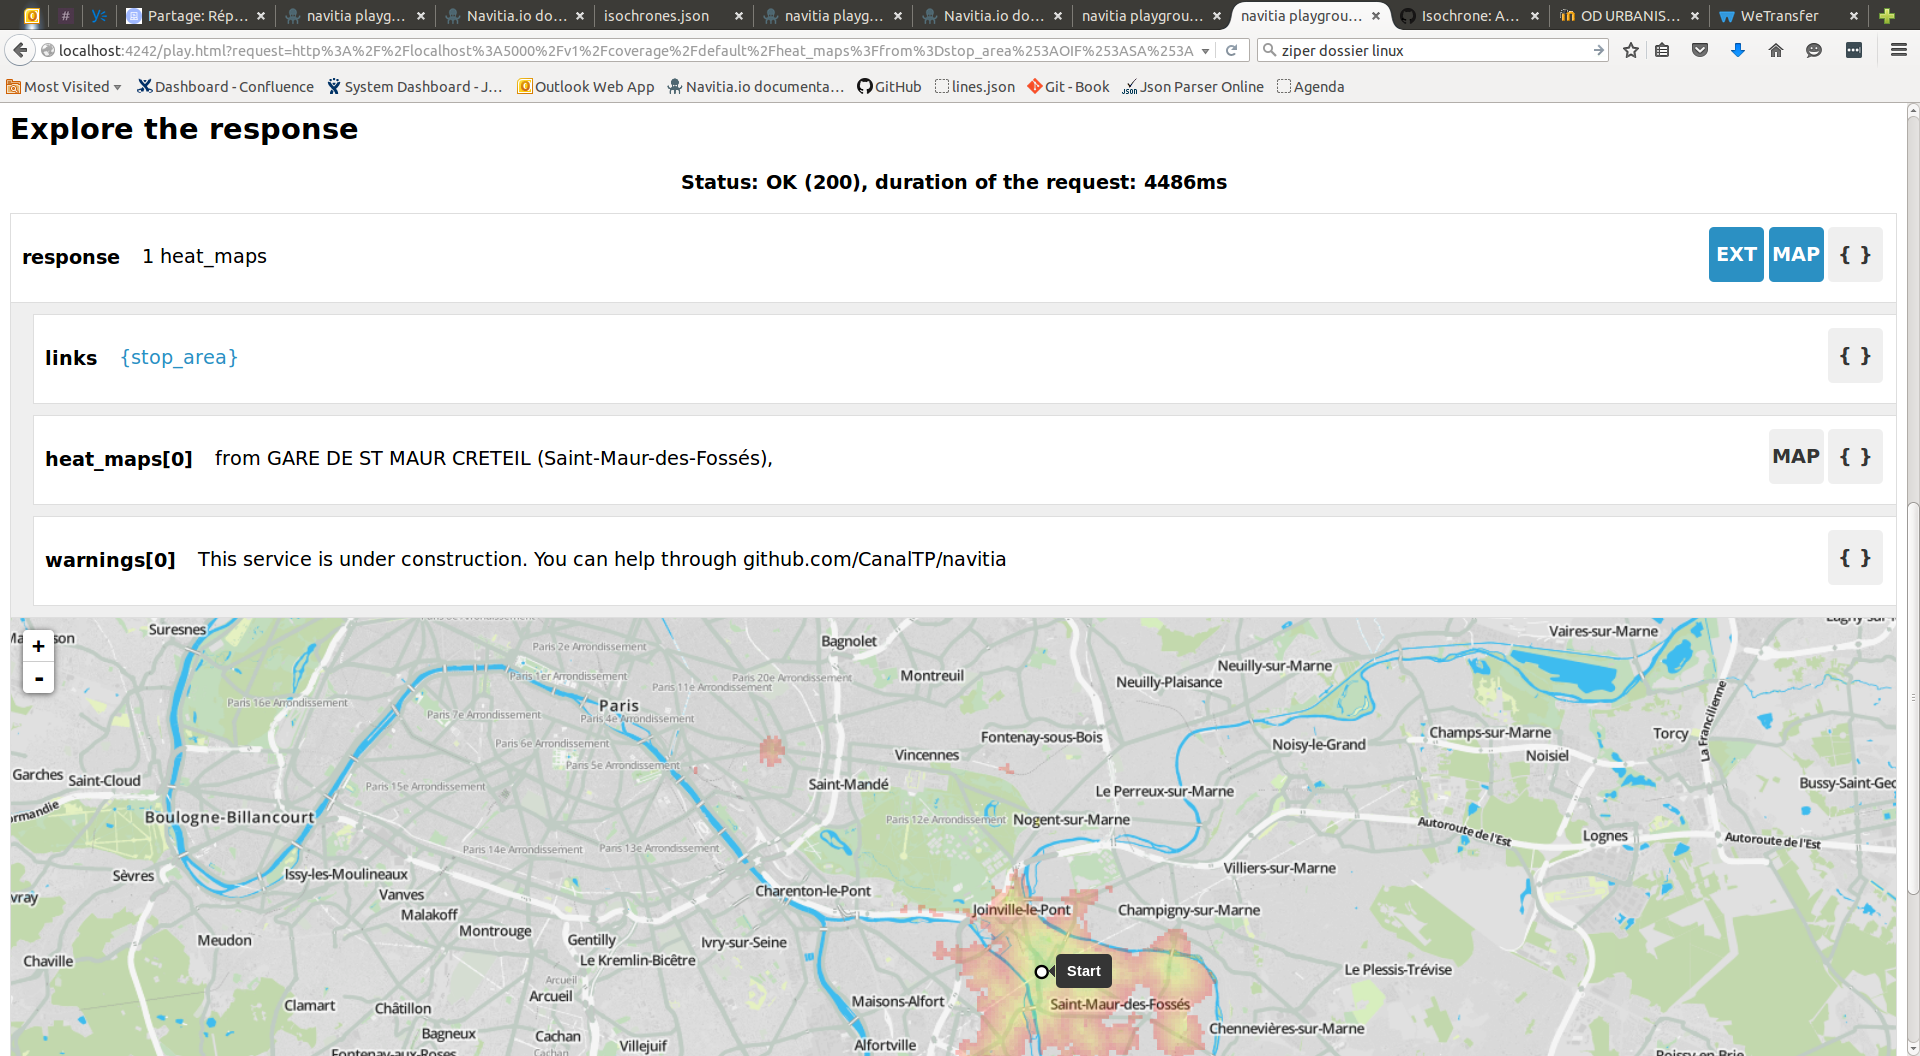 Partage: Rép...
navitia playg...
Navitia.io do...
isochrones.json
navitia playg...
Navitia.io do...
navitia playgrou...
navitia playgrou...
Isochrone: A...
OD URBANIS...
WeTransfer
localhost:4242/play.html?request=http%3A%2F%2Flocalhost%3A5000%2Fv1%2Fcoverage%2Fdefault%2Fheat_maps%3Ffrom%3Dstop_area%253AOIF%253ASA%253A
ziper dossier linux
Most Visited
Dashboard - Confluence
System Dashboard - J...
Outlook Web App
Navitia.io documenta...
GitHub
lines.json
Git - Book
Json Parser Online
Agenda
Explore the response
Status: OK (200), duration of the request: 4486ms
response 1 heat_maps
EXT
MAP
{ }
links {stop_area}
{ }
heat_maps[0] from GARE DE ST MAUR CRETEIL (Saint-Maur-des-Fossés),
MAP
{ }
warnings[0] This service is under construction. You can help through github.com/CanalTP/navitia
{ }
+
-
Suresnes
Paris 2e Arrondissement
Bagnolet
Vaires-sur-Marne
Paris 1er Arrondissement
Paris 20e Arrondissement
Paris 11e Arrondissement
Montreuil
Neuilly-sur-Marne
Neuilly-Plaisance
Paris 16e Arrondissement
Paris
Paris 7e Arrondissement
Paris 4e Arrondissement
Paris 6e Arrondissement
Paris 5e Arrondissement
Vincennes
Fontenay-sous-Bois
Noisy-le-Grand
Champs-sur-Marne
Noisiel
Torcy
La Francilienne
Garches
Saint-Cloud
Paris 15e Arrondissement
Saint-Mandé
Le Perreux-sur-Marne
Bussy-Saint-Geo
ormandie
Boulogne-Billancourt
Paris 12e Arrondissement
Nogent-sur-Marne
Autoroute de l'Est
Lognes
Autoroute de l'Est
Paris 14e Arrondissement
Paris 13e Arrondissement
Sèvres
Issy-les-Moulineaux
Vanves
Charenton-le-Pont
Villiers-sur-Marne
vray
Malakoff
Joinville-le-Pont
Champigny-sur-Marne
Meudon
Montrouge
Gentilly
Ivry-sur-Seine
Chaville
Le Kremlin-Bicêtre
Start
Le Plessis-Trévise
Arcueil
Arcueil
Clamart
Châtillon
Maisons-Alfort
Saint-Maur-des-Fossés
Bagneux
Cachan
Villejuif
Alfortville
Chennevières-sur-Marne
Fontenay-aux-Roses
Cachan
Roissy-en-Brie